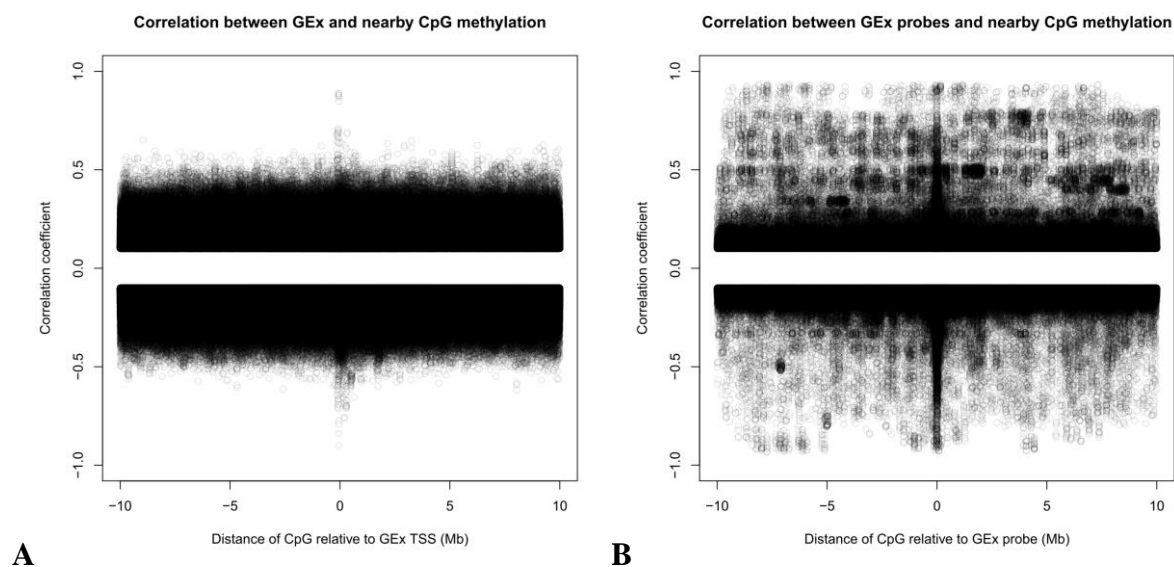 Correlation between GEx and nearby CpG methylation
Correlation coefficient
1.0
0.5
0.0
−0.5
−1.0
−10
−5
0
5
10
Distance of CpG relative to GEx TSS (Mb)
A
Correlation between GEx probes and nearby CpG methylation
Correlation coefficient
1.0
0.5
0.0
−0.5
−1.0
−10
−5
0
5
10
Distance of CpG relative to GEx probe (Mb)
B